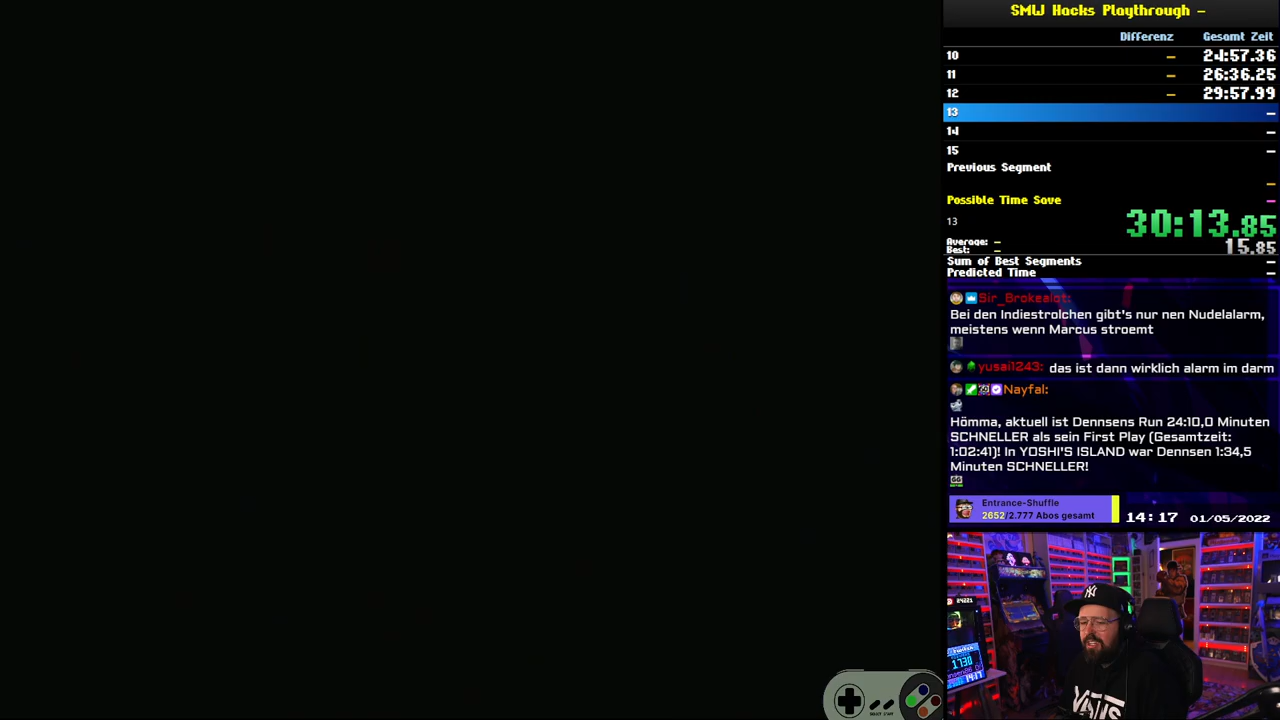 SMW Hacks Playthrough –
Differenz Gesamt Zeit
10 – 24:57.36
11 – 26:36.25
12 – 29:57.99
13 –
14 –
15 –
Previous Segment
–
Possible Time Save –
13
30:13.85
Average: –
15.85
Best: –
Sum of Best Segments –
Predicted Time –
Sir_Brokealot:
Bei den Indiestrolchen gibt's nur nen Nudelalarm,
meistens wenn Marcus stroemt
yusai1243: das ist dann wirklich alarm im darm
Nayfal:
Hömma, aktuell ist Dennsens Run 24:10,0 Minuten
SCHNELLER als sein First Play (Gesamtzeit:
1:02:41)! In YOSHI'S ISLAND war Dennsen 1:34,5
Minuten SCHNELLER!
Entrance-Shuffle
2652/2.777 Abos gesamt
14:17 01/05/2022
1730